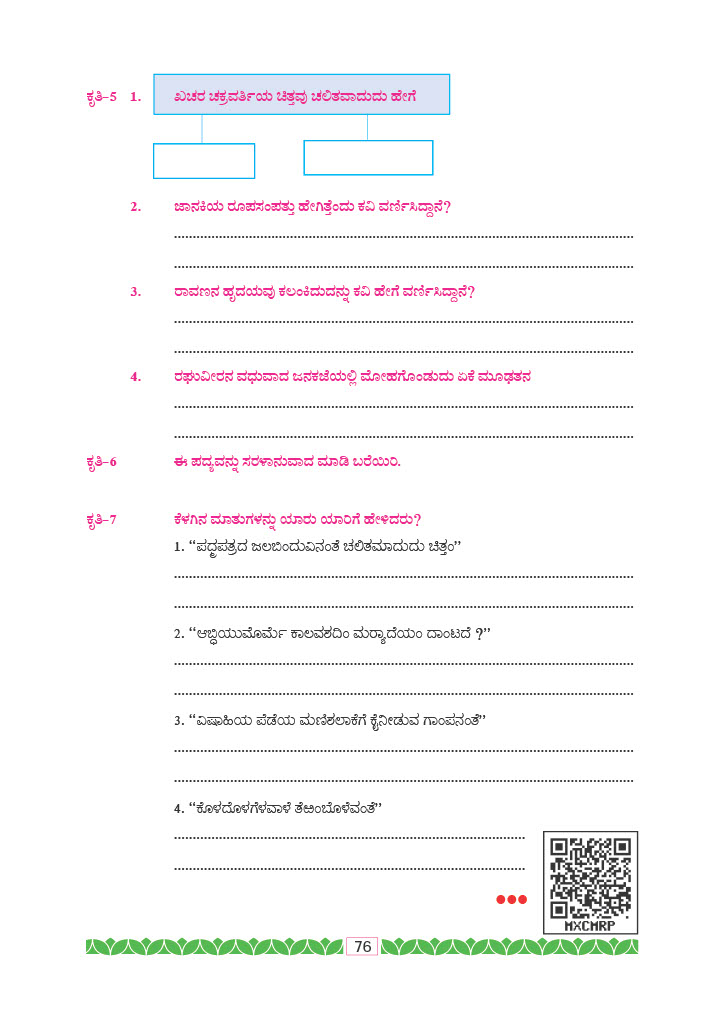 ಕೃತಿ–5 1. ಖಚರ ಚಕ್ರವರ್ತಿಯ ಚಿತ್ತವು ಚಲಿತವಾದುದು ಹೇಗೆ
2. ಜಾನಕಿಯ ರೂಪಸಂಪತ್ತು ಹೇಗಿತ್ತೆಂದು ಕವಿ ವರ್ಣಿಸಿದ್ದಾನೆ?
3. ರಾವಣನ ಹೃದಯವು ಕಲಂಕಿದುದನ್ನು ಕವಿ ಹೇಗೆ ವರ್ಣಿಸಿದ್ದಾನೆ?
4. ರಘುವೀರನ ವಧುವಾದ ಜನಕಜೆಯಲ್ಲಿ ಮೋಹಗೊಂಡುದು ಏಕೆ ಮೂಢತನ
ಕೃತಿ–6 ಈ ಪದ್ಯವನ್ನು ಸರಳಾನುವಾದ ಮಾಡಿ ಬರೆಯಿರಿ.
ಕೃತಿ–7 ಕೆಳಗಿನ ಮಾತುಗಳನ್ನು ಯಾರು ಯಾರಿಗೆ ಹೇಳಿದರು?
1. “ಪದ್ಮಪತ್ರದ ಜಲಬಿಂದುವಿನಂತೆ ಚಲಿತಮಾದುದು ಚಿತ್ತಂ”
2. “ಆಬ್ಧಿಯುಮೊರ್ಮೆ ಕಾಲವಶದಿಂ ಮರ‍್ಯಾದೆಯಂ ದಾಂಟದೆ ?”
3. “ವಿಷಾಹಿಯ ಪೆಡೆಯ ಮಣಿಶಲಾಕೆಗೆ ಕೈನೀಡುವ ಗಾಂಪನಂತೆ”
4. “ಕೊಳದೊಳಗೆಳವಾಳೆ ತೆಱಂಬೊಳೆವಂತೆ”
MXCMRP
76